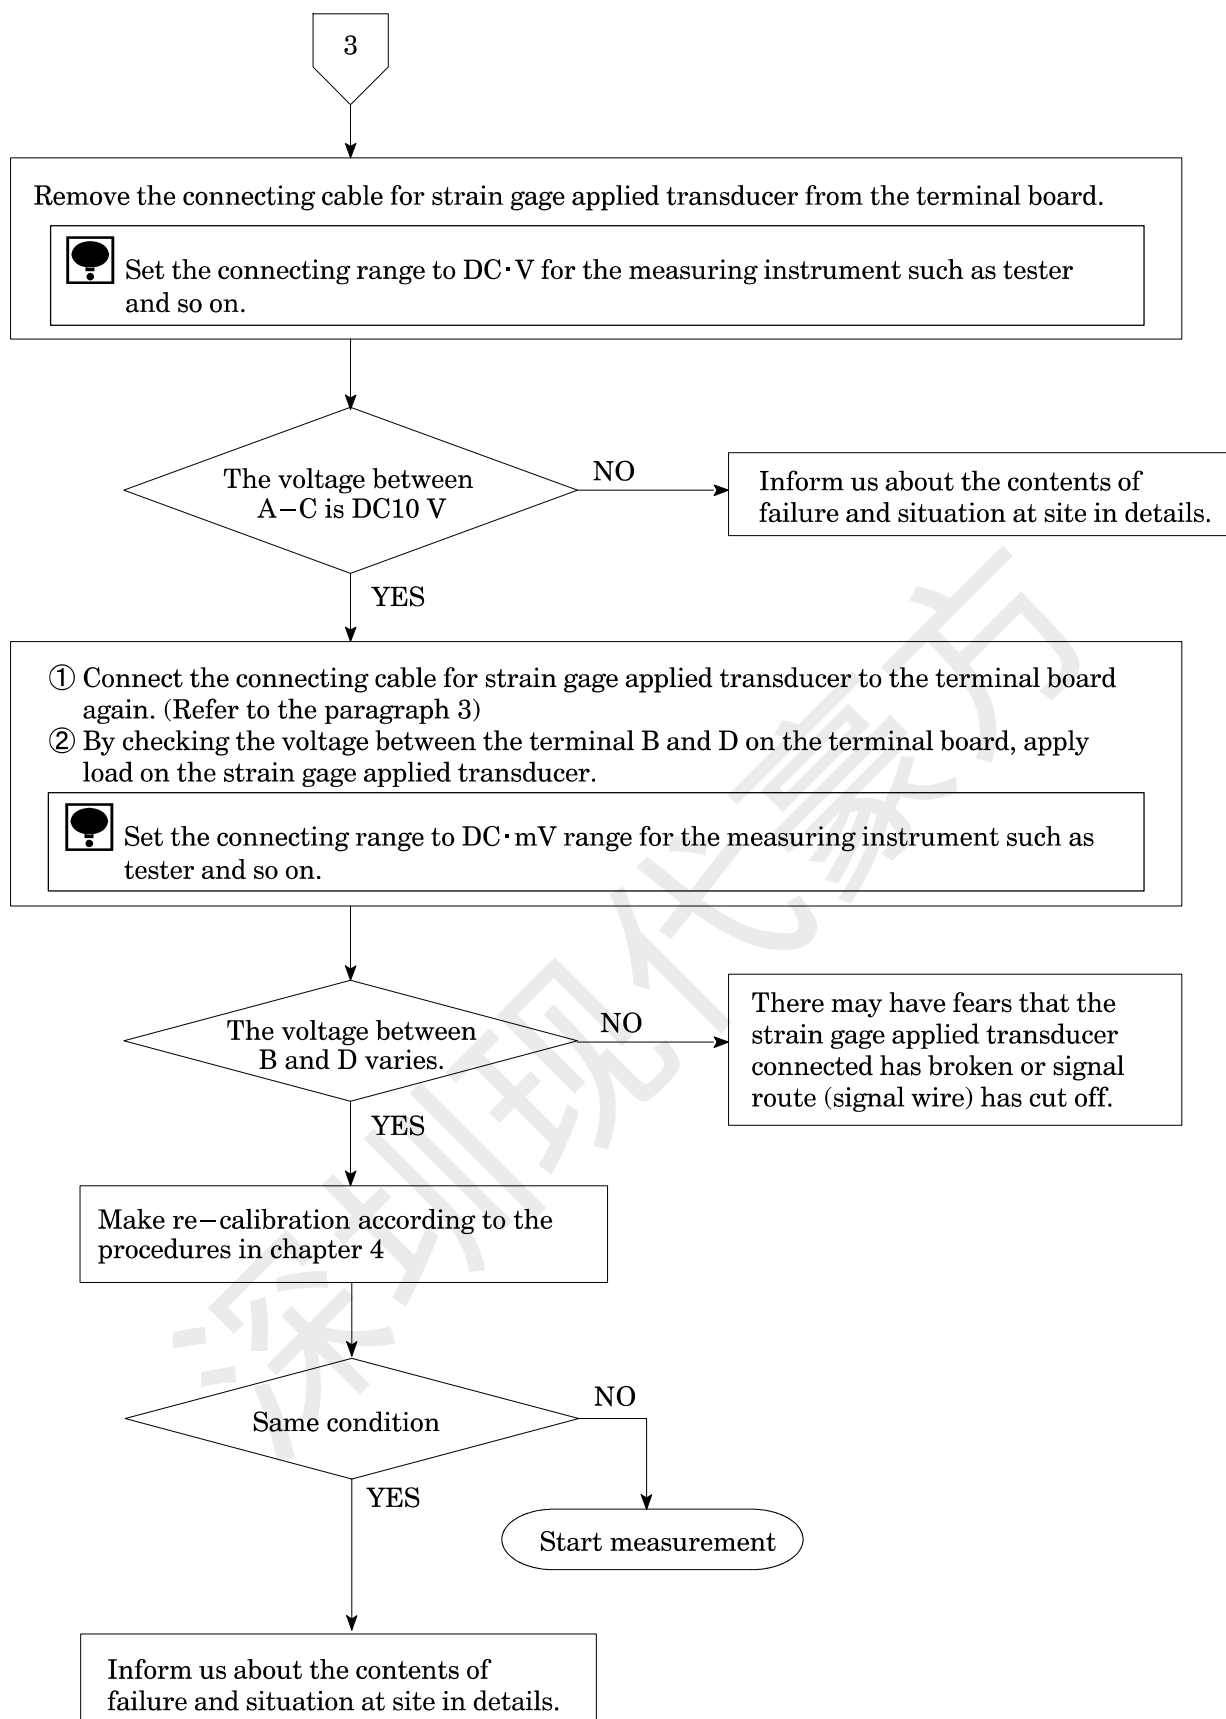 3
Remove the connecting cable for strain gage applied transducer from the terminal board.
Set the connecting range to DC·V for the measuring instrument such as tester
and so on.
The voltage between
A−C is DC10 V
NO
Inform us about the contents of
failure and situation at site in details.
YES
① Connect the connecting cable for strain gage applied transducer to the terminal board
again. (Refer to the paragraph 3)
② By checking the voltage between the terminal B and D on the terminal board, apply
load on the strain gage applied transducer.
Set the connecting range to DC·mV range for the measuring instrument such as
tester and so on.
The voltage between
B and D varies.
NO
There may have fears that the
strain gage applied transducer
connected has broken or signal
route (signal wire) has cut off.
YES
Make re−calibration according to the
procedures in chapter 4
Same condition
NO
YES
Start measurement
Inform us about the contents of
failure and situation at site in details.
深圳现代豪方